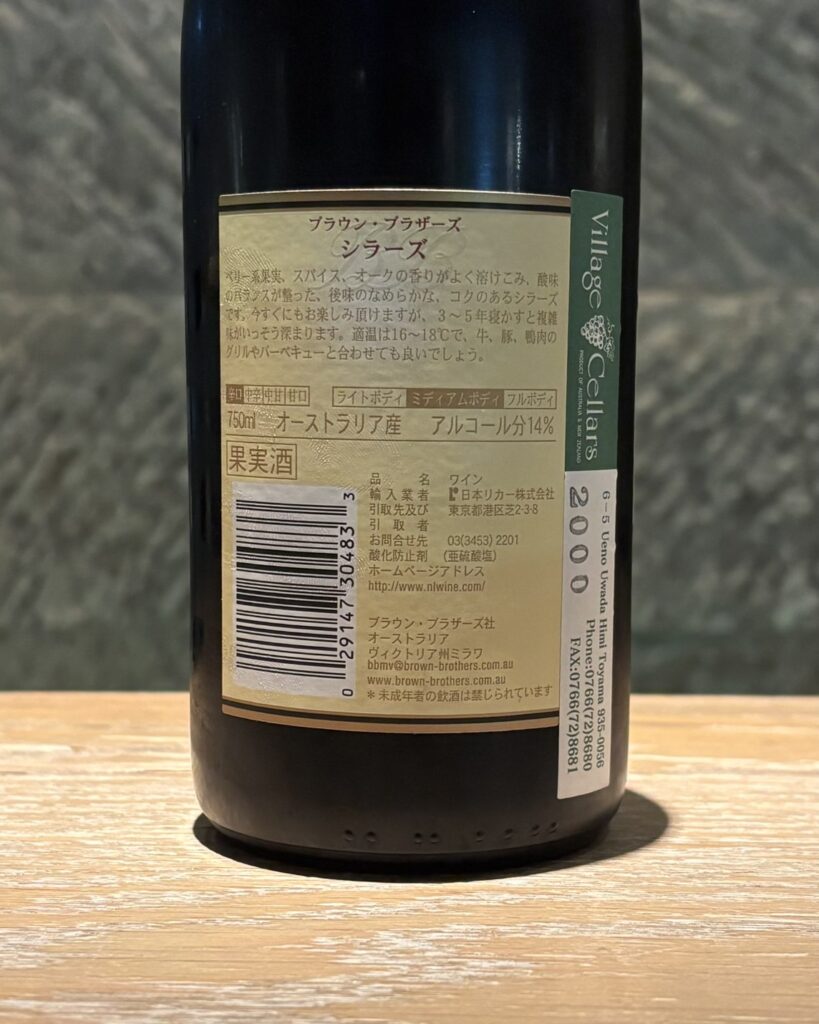 ブラウン・ブラザーズ
シラーズ
ベリー系果実、スパイス、オークの香りがよく溶けこみ、酸味
のバランスが整った、後味のなめらかな、コクのあるシラーズ
です。今すぐにもお楽しみ頂けますが、3～5年寝かすと複雑
味がいっそう深まります。適温は16～18℃で、牛、豚、鴨肉の
グリルやバーベキューと合わせても良いでしょう。
辛口 中辛 中甘 甘口 ライトボディ ミディアムボディ フルボディ
750ml オーストラリア産 アルコール分14%
果実酒
品名 ワイン
輸入業者 日本リカー株式会社
引取先及び 東京都港区芝2-3-8
引取者
お問合せ先 03(3453)2201
酸化防止剤 (亜硫酸塩)
ホームページアドレス
http://www.nlwine.com/
ブラウン・ブラザーズ社
オーストラリア
ヴィクトリア州ミラワ
bbmv@brown-brothers.com.au
www.brown-brothers.com.au
＊未成年者の飲酒は禁じられています
0 29147 30483 3
Village Cellars
PRODUCT OF AUSTRALIA & NEW ZEALAND
2000
6-5 Ueno Uwada Himi Toyama 935-0056
Phone:0766(72)8680
FAX:0766(72)8681